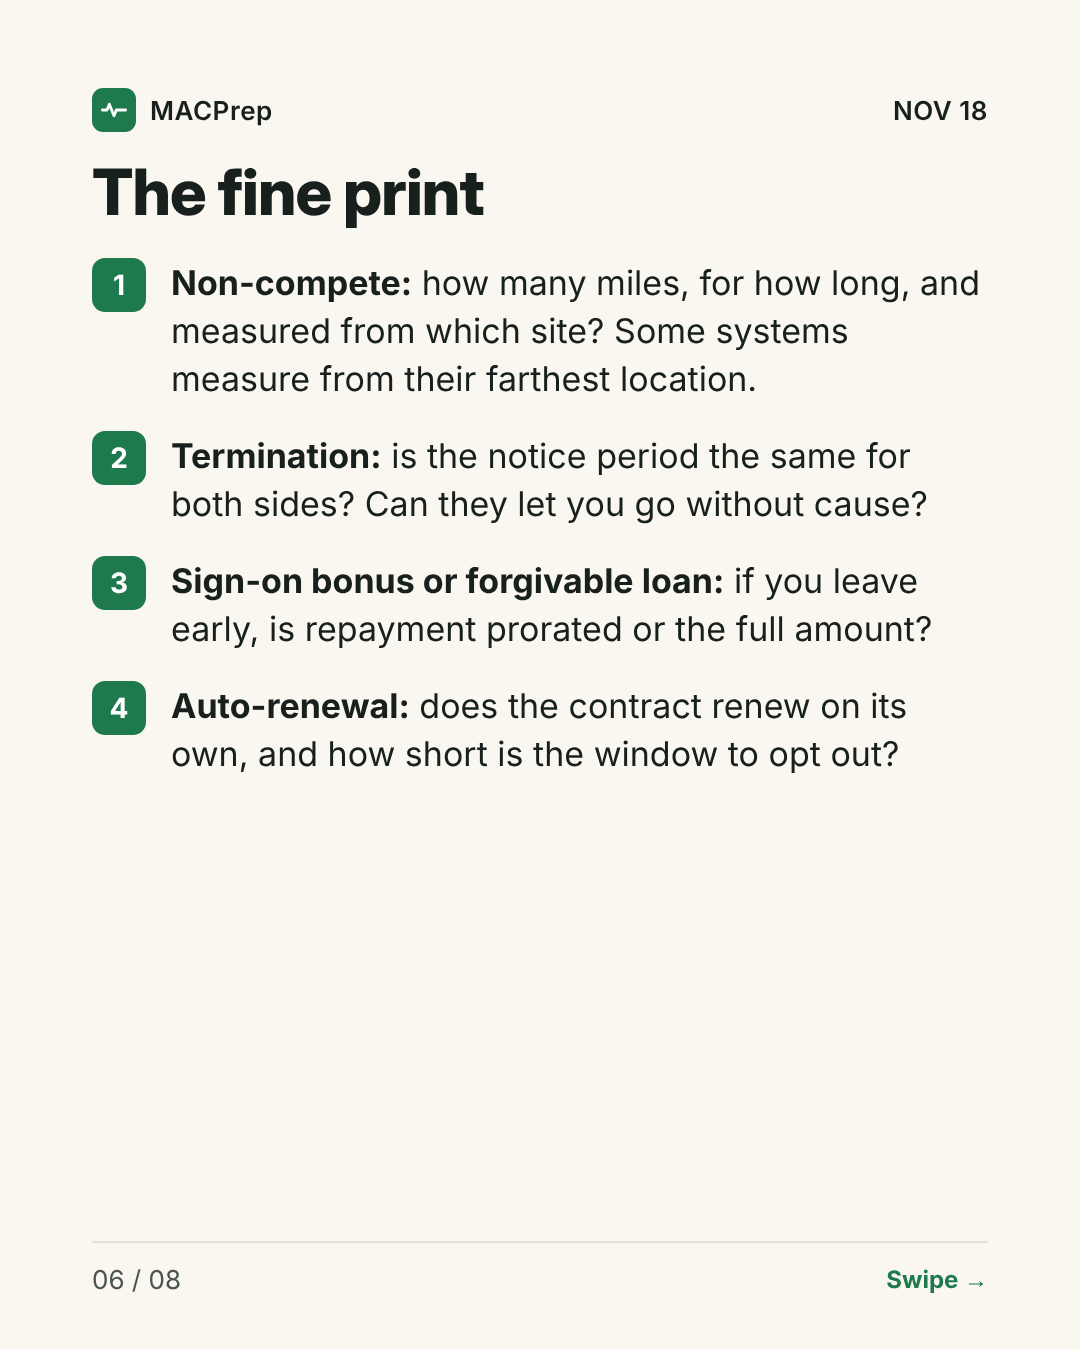 MACPrep
NOV 18
The fine print
1 Non-compete: how many miles, for how long, and
measured from which site? Some systems
measure from their farthest location.
2 Termination: is the notice period the same for
both sides? Can they let you go without cause?
3 Sign-on bonus or forgivable loan: if you leave
early, is repayment prorated or the full amount?
4 Auto-renewal: does the contract renew on its
own, and how short is the window to opt out?
06 / 08
Swipe →